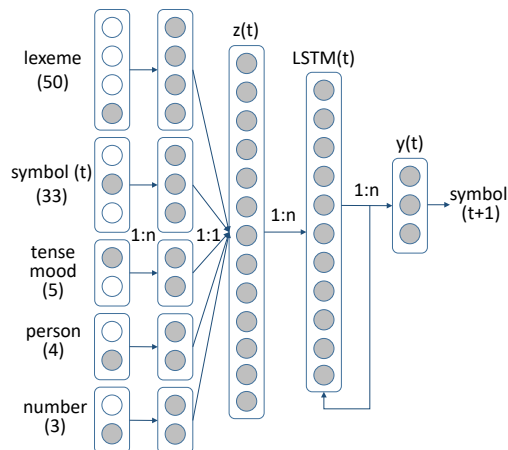 z(t)
LSTM(t)
lexeme
(50)
y(t)
symbol (t)
(33)
1:n
symbol
(t+1)
1:n
1:n
1:1
tense
mood
(5)
person
(4)
number
(3)